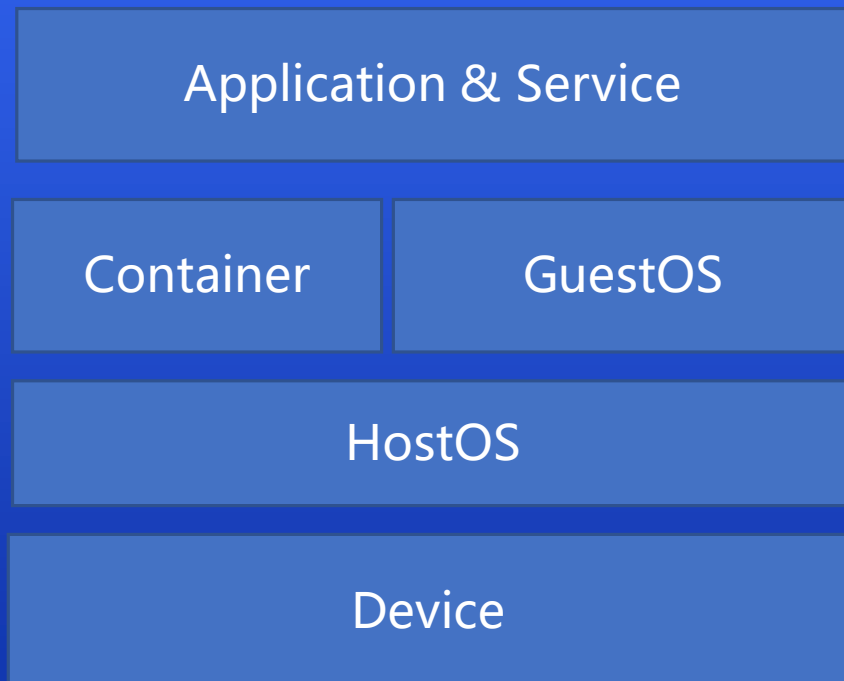 Application & Service
Container
GuestOS
HostOS
Device